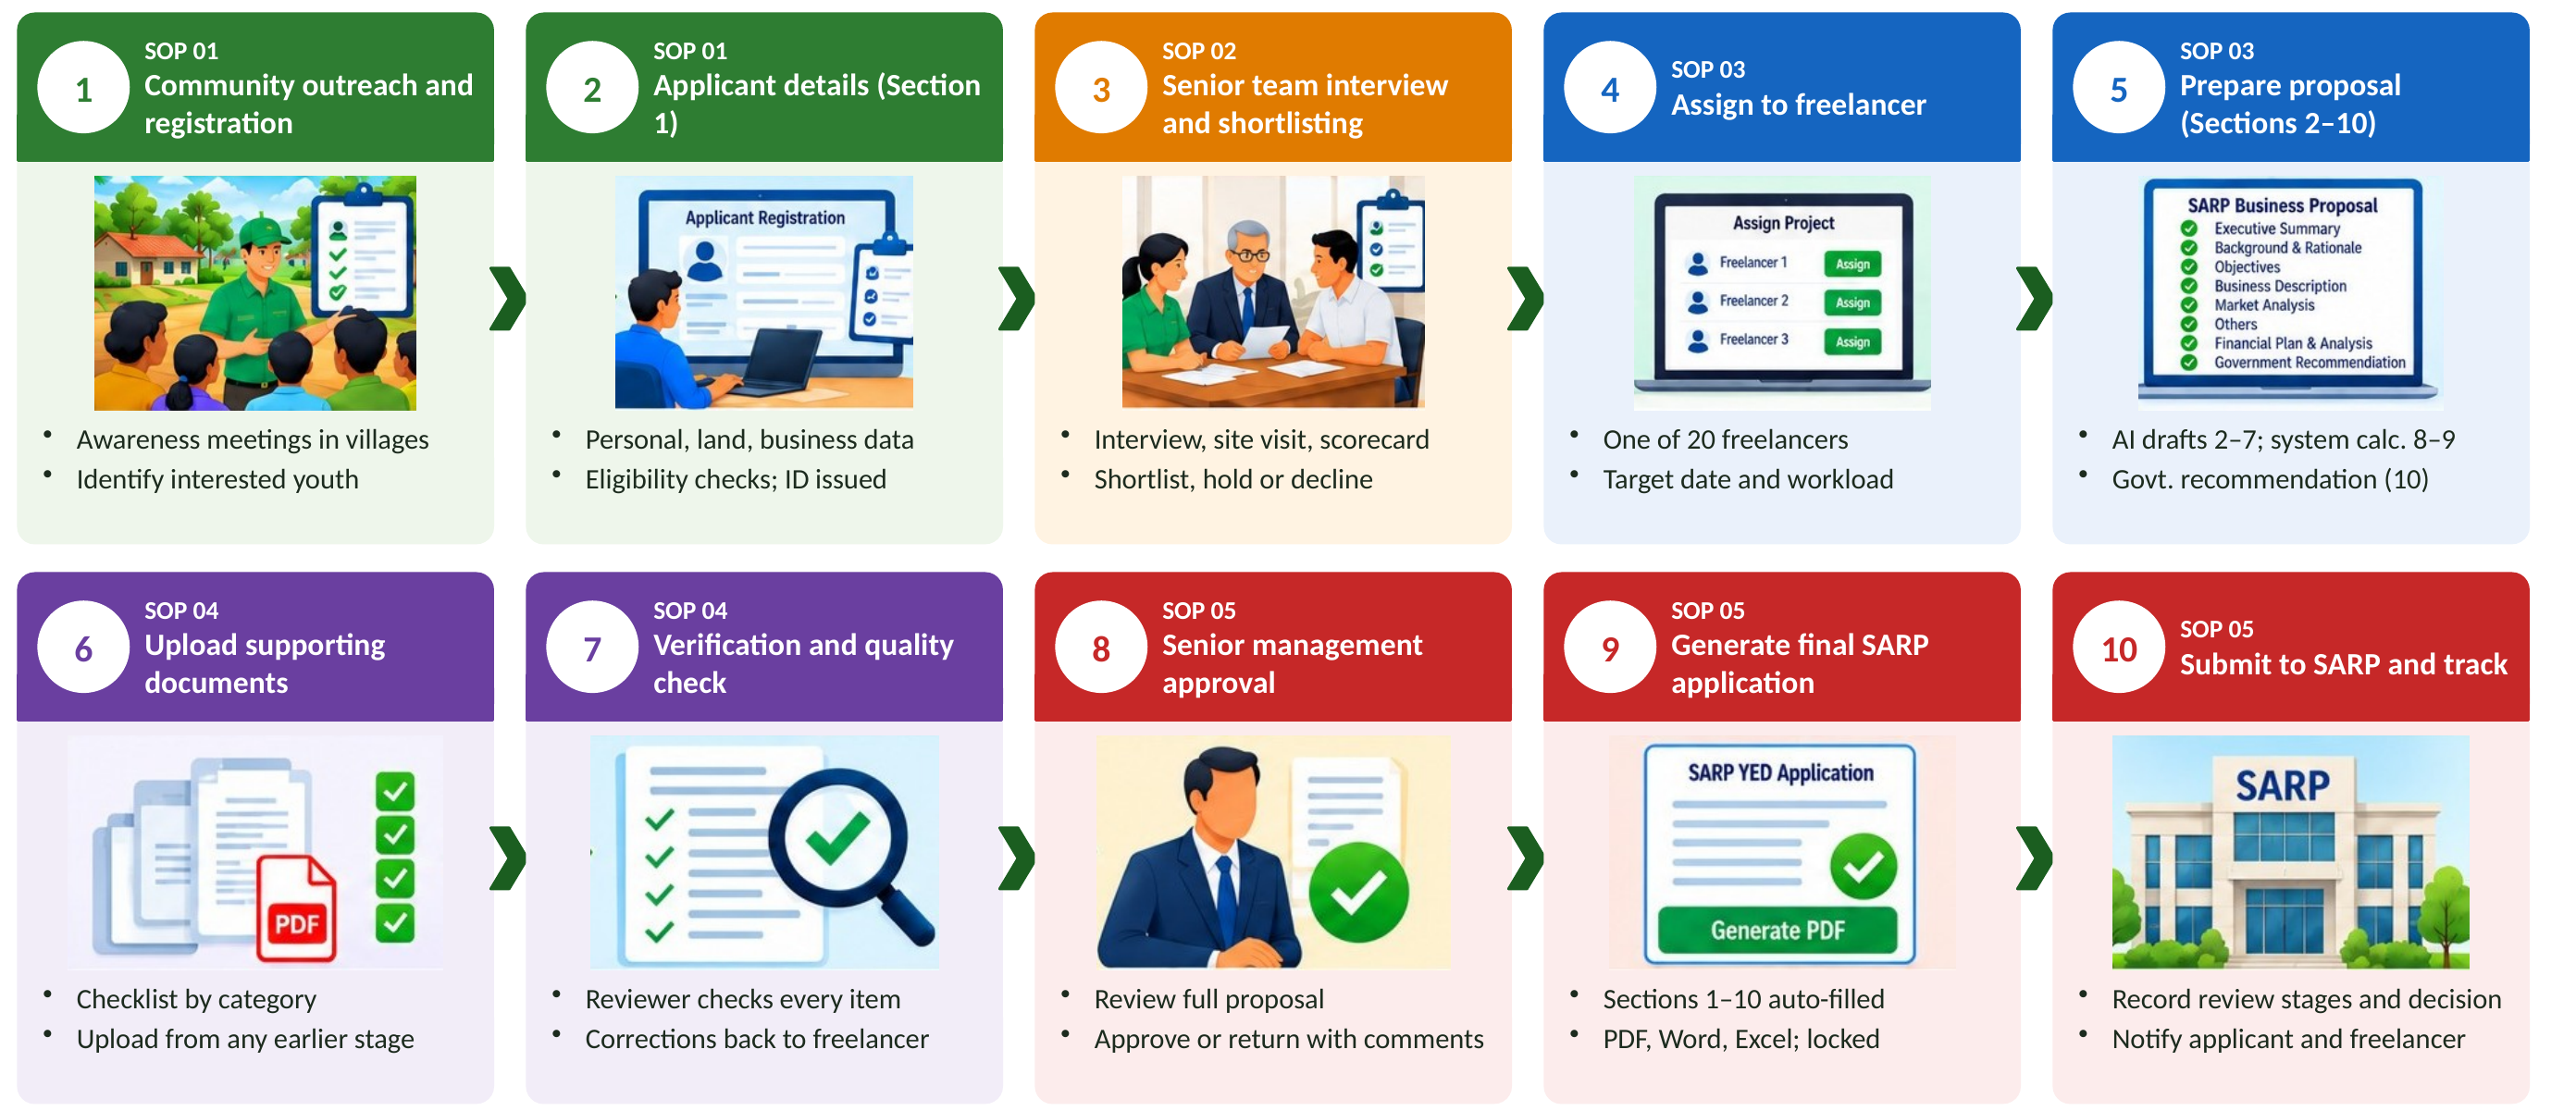 1
SOP 01
Community outreach and
registration
• Awareness meetings in villages
• Identify interested youth
2
SOP 01
Applicant details (Section
1)
Applicant Registration
• Personal, land, business data
• Eligibility checks; ID issued
3
SOP 02
Senior team interview
and shortlisting
• Interview, site visit, scorecard
• Shortlist, hold or decline
4
SOP 03
Assign to freelancer
Assign Project
Freelancer 1 Assign
Freelancer 2 Assign
Freelancer 3 Assign
• One of 20 freelancers
• Target date and workload
5
SOP 03
Prepare proposal
(Sections 2–10)
SARP Business Proposal
Executive Summary
Background & Rationale
Objectives
Business Description
Market Analysis
Others
Financial Plan & Analysis
Government Recommendiation
• AI drafts 2–7; system calc. 8–9
• Govt. recommendation (10)
6
SOP 04
Upload supporting
documents
PDF
• Checklist by category
• Upload from any earlier stage
7
SOP 04
Verification and quality
check
• Reviewer checks every item
• Corrections back to freelancer
8
SOP 05
Senior management
approval
• Review full proposal
• Approve or return with comments
9
SOP 05
Generate final SARP
application
SARP YED Application
Generate PDF
• Sections 1–10 auto-filled
• PDF, Word, Excel; locked
10
SOP 05
Submit to SARP and track
SARP
• Record review stages and decision
• Notify applicant and freelancer